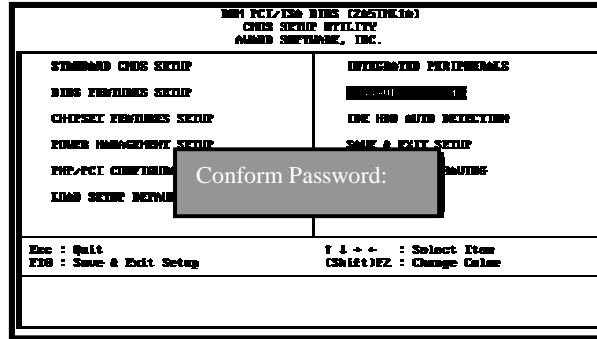 ROM PCI/ISA BIOS (2A5IMK1A)
CMOS SETUP UTILITY
AWARD SOFTWARE, INC.
STANDARD CMOS SETUP
BIOS FEATURES SETUP
CHIPSET FEATURES SETUP
POWER MANAGEMENT SETUP
PNP/PCI
LOAD SETUP
INTEGRATED PERIPHERALS
IDE HDD AUTO DETECTION
SAVE & EXIT SETUP
Conform Password:
Esc : Quit
F10 : Save & Exit Setup
↑ ↓ → ← : Select Item
(Shift)F2 : Change Color